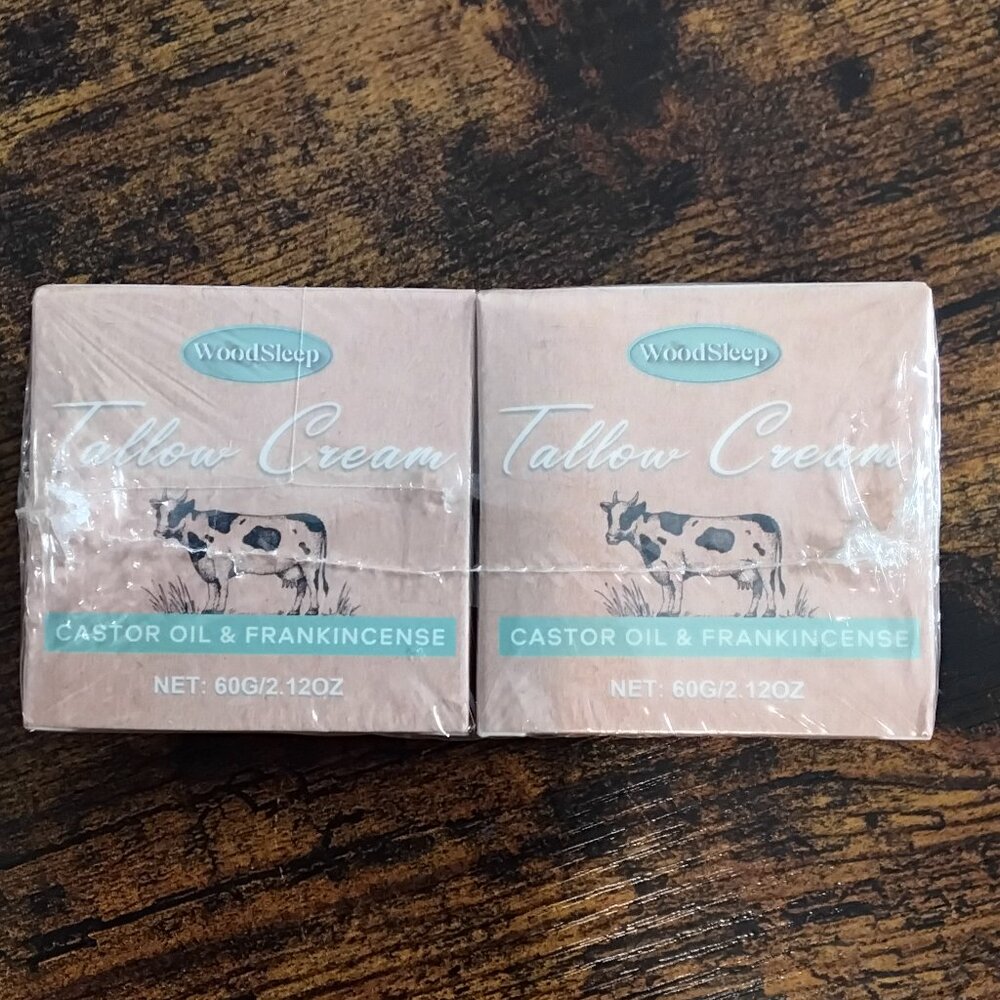 WoodSleep
Tallow Cream
CASTOR OIL & FRANKINCENSE
NET: 60G/2.12OZ
WoodSleep
Tallow Cream
CASTOR OIL & FRANKINCENSE
NET: 60G/2.12OZ